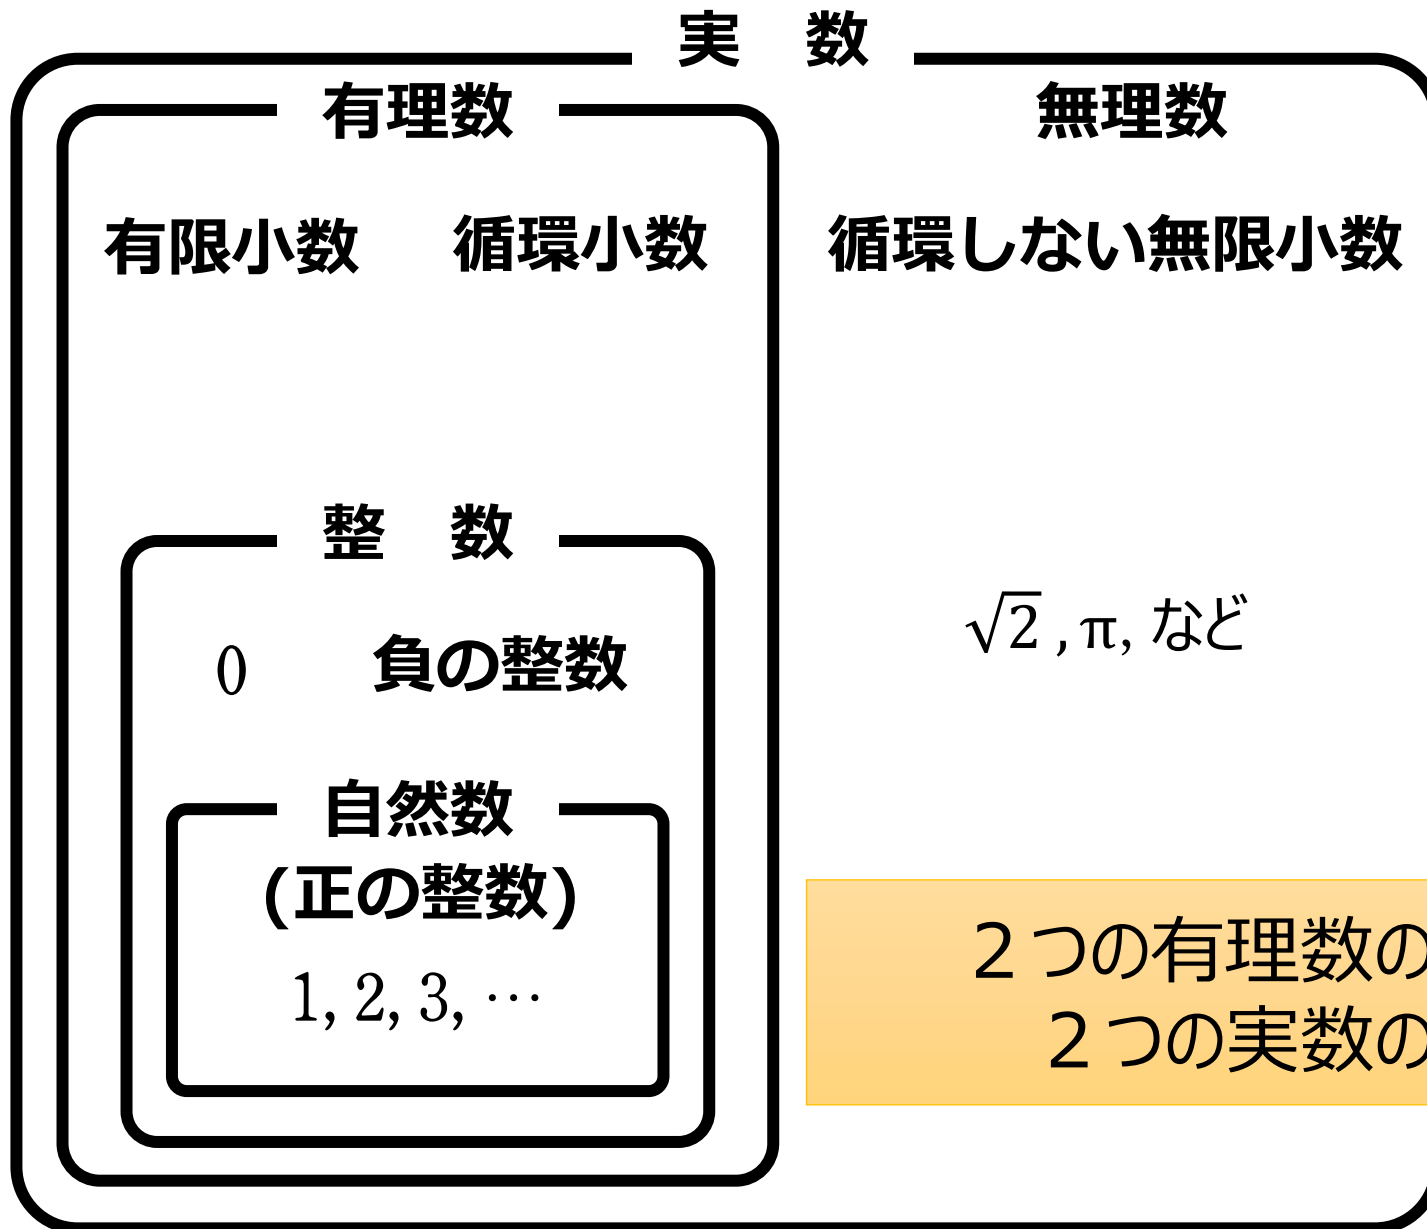 実　数
有理数
無理数
有限小数　循環小数
循環しない無限小数
整　数
0　負の整数
√2 , π, など
自然数
(正の整数)
1, 2, 3, …
２つの有理数の
２つの実数の